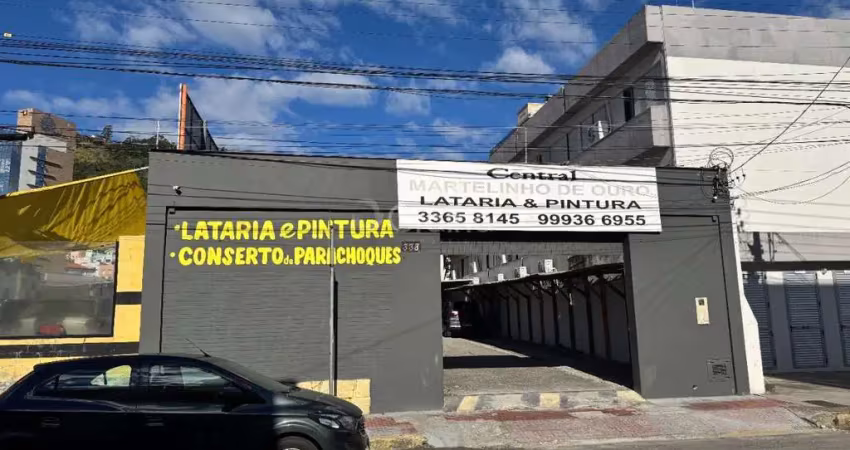 Central
MARTELINHO DE OURO
LATARIA & PINTURA
3365 8145 99936 6955
• LATARIA e PINTURA
• CONSERTO de PARACHOQUES